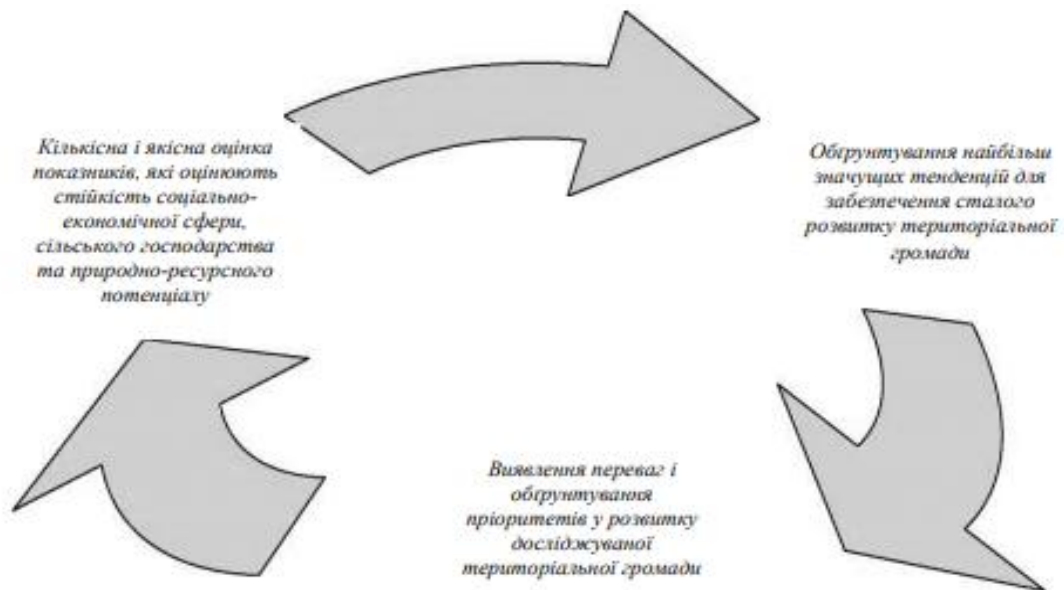 Кількісна і якісна оцінка
показників, які оцінюють
стійкість соціально-
економічної сфери,
сільського господарства
та природно-ресурсного
потенціалу
Обґрунтування найбільш
значущих тенденцій для
забезпечення сталого
розвитку територіальної
громади
Виявлення переваг і
обґрунтування
пріоритетів у розвитку
досліджуваної
територіальної громади